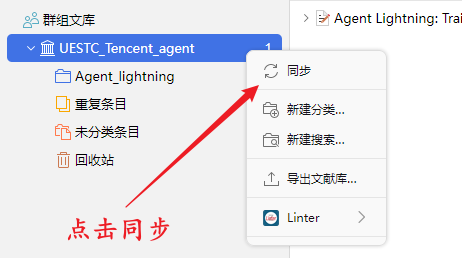 群组文库
UESTC_Tencent_agent 1
Agent_lightning
重复条目
未分类条目
回收站
Agent Lightning: Trai
同步
新建分类...
新建搜索...
导出文献库...
Linter
点击同步